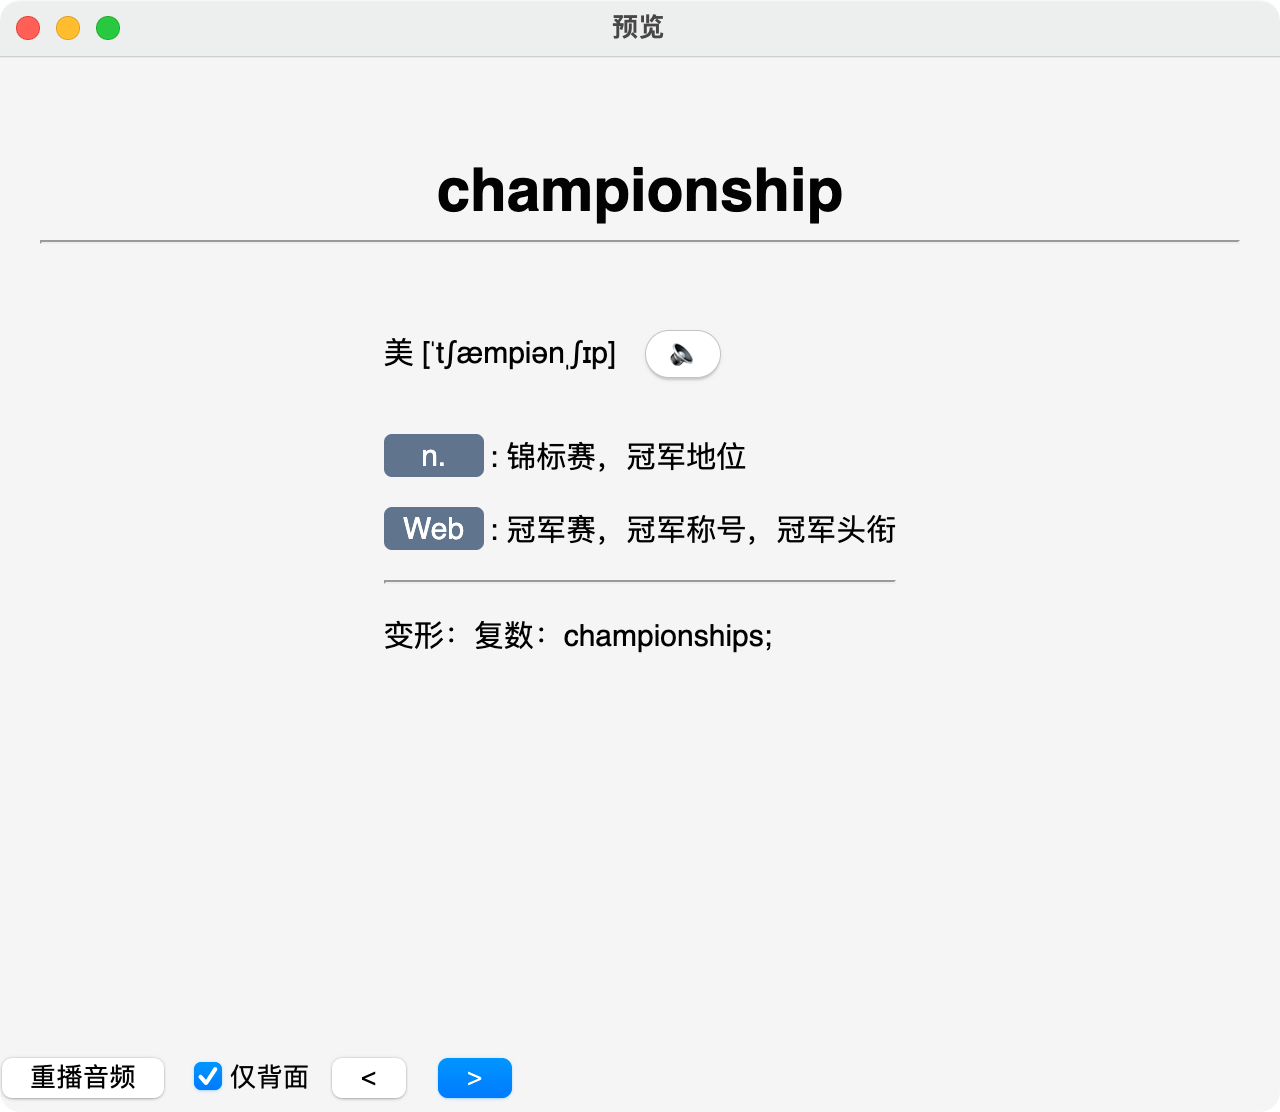 预览
championship
美 [ˈtʃæmpiənˌʃɪp]
n. : 锦标赛，冠军地位
Web : 冠军赛，冠军称号，冠军头衔
变形：复数：championships;
重播音频 仅背面 < >